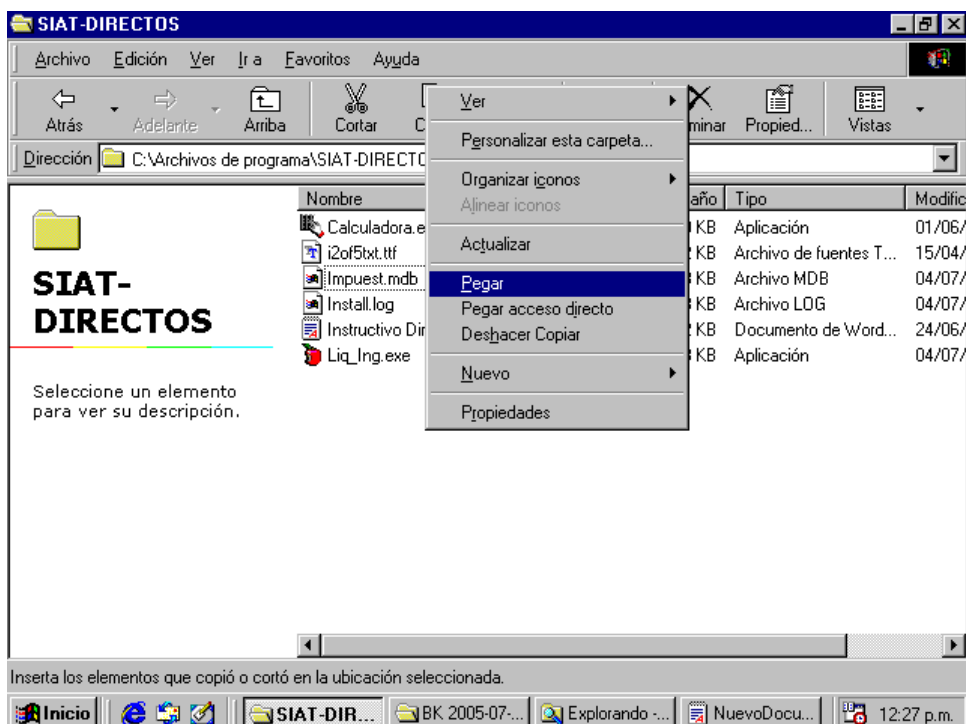 SIAT-DIRECTOS
Archivo Edición Ver Ir a Favoritos Ayuda
Atrás Adelante Arriba Cortar Propied... Vistas
Dirección C:\Archivos de programa\SIAT-DIRECTO
Ver
Personalizar esta carpeta...
Organizar iconos
Alinear iconos
Actualizar
Pegar
Pegar acceso directo
Deshacer Copiar
Nuevo
Propiedades
SIAT-
DIRECTOS
Seleccione un elemento
para ver su descripción.
Nombre Tipo Modific
Calculadora.e KB Aplicación 01/06/
i2of5txt.ttf KB Archivo de fuentes T... 15/04/
Impuest.mdb KB Archivo MDB 04/07/
Install.log KB Archivo LOG 04/07/
Instructivo Dir KB Documento de Word... 24/06/
Liq_Ing.exe KB Aplicación 04/07/
Inserta los elementos que copió o cortó en la ubicación seleccionada.
Inicio SIAT-DIR... BK 2005-07-... Explorando -... NuevoDocu... 12:27 p.m.